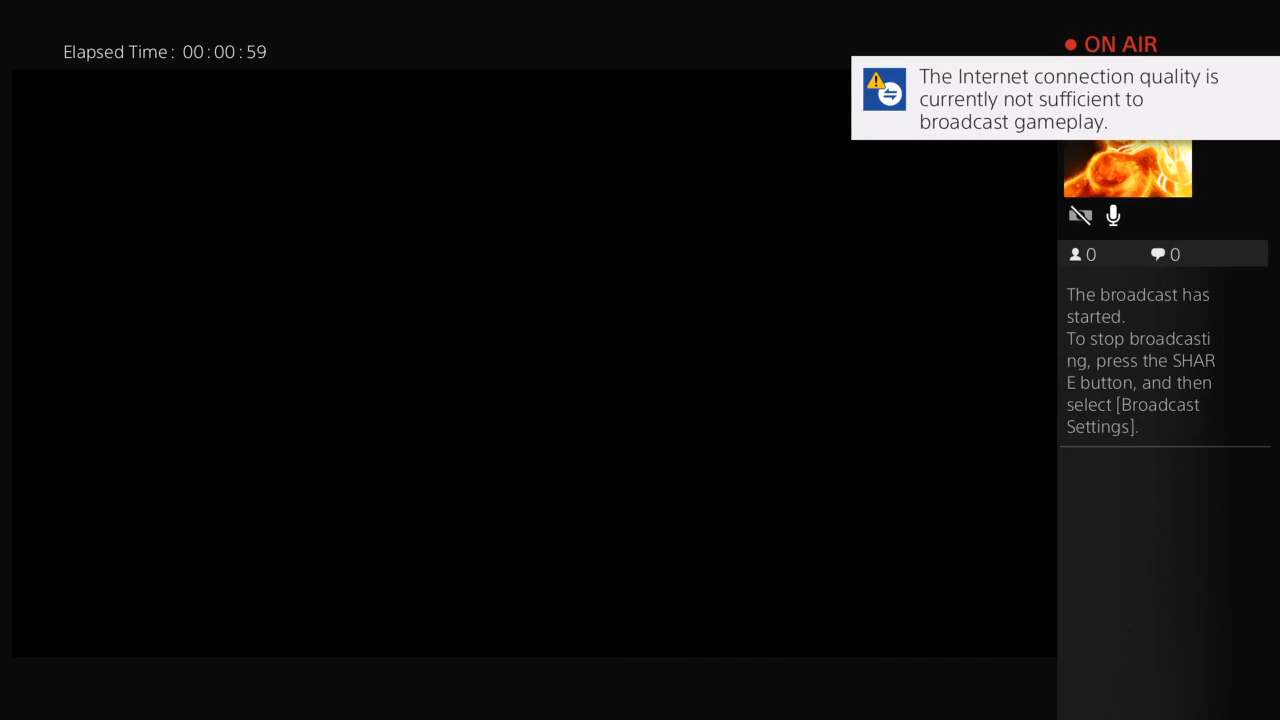 Elapsed Time : 00:00:59
ON AIR
The Internet connection quality is
currently not sufficient to
broadcast gameplay.
0 0
The broadcast has
started.
To stop broadcasti
ng, press the SHAR
E button, and then
select [Broadcast
Settings].